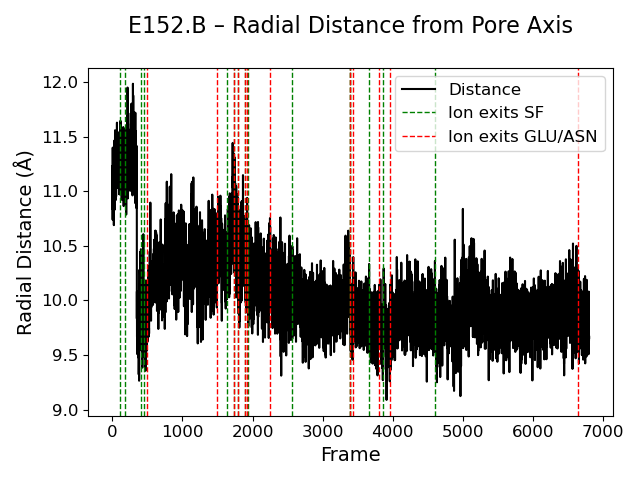 E152.B – Radial Distance from Pore Axis
Distance
Ion exits SF
Ion exits GLU/ASN
Radial Distance (Å)
12.0
11.5
11.0
10.5
10.0
9.5
9.0
0
1000
2000
3000
4000
5000
6000
7000
Frame